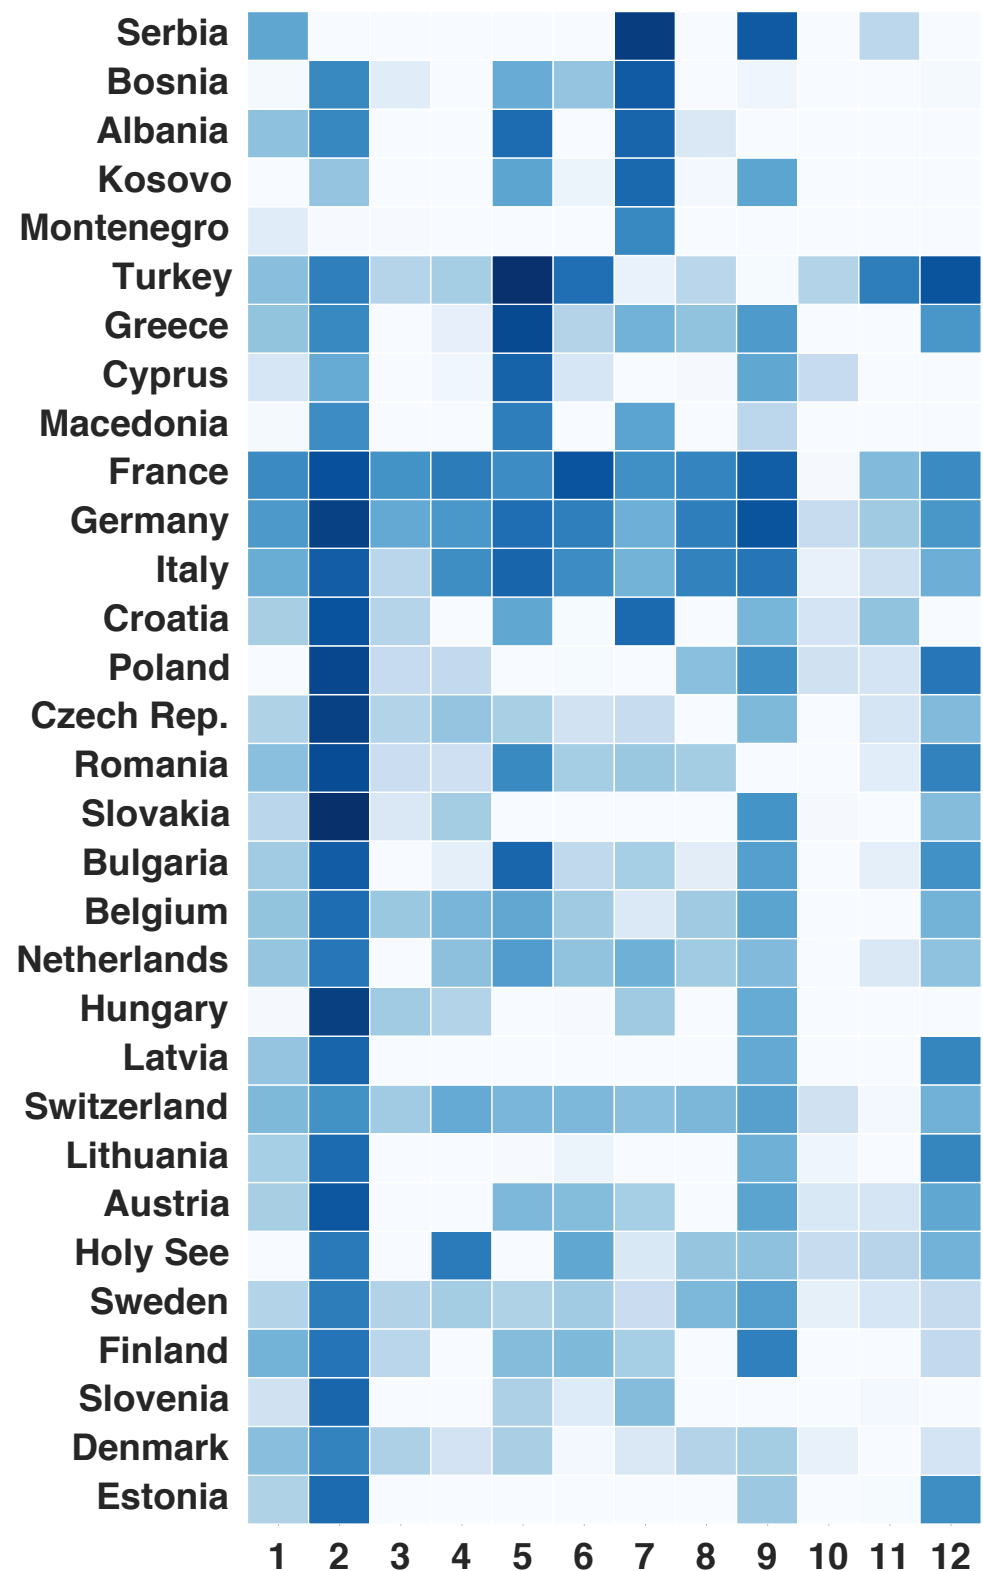 Serbia
Bosnia
Albania
Kosovo
Montenegro
Turkey
Greece
Cyprus
Macedonia
France
Germany
Italy
Croatia
Poland
Czech Rep.
Romania
Slovakia
Bulgaria
Belgium
Netherlands
Hungary
Latvia
Switzerland
Lithuania
Austria
Holy See
Sweden
Finland
Slovenia
Denmark
Estonia
1 2 3 4 5 6 7 8 9 10 11 12